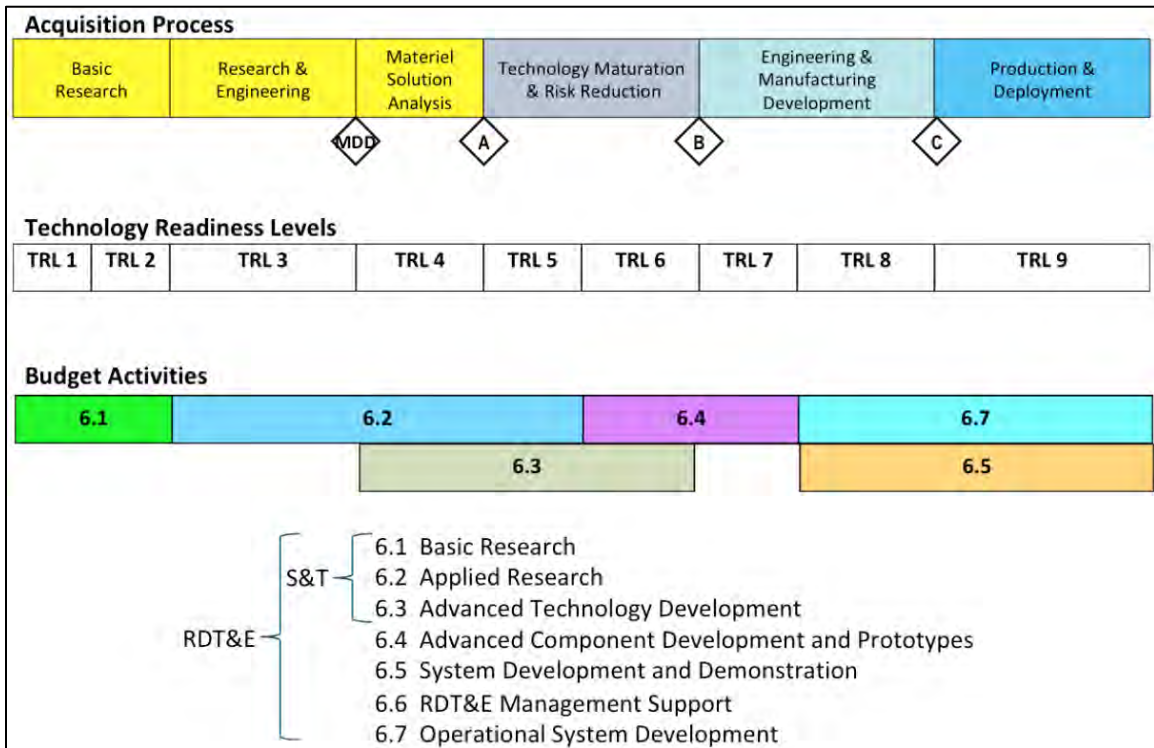 Acquisition Process
Basic
Research
Research &
Engineering
Materiel
Solution
Analysis
Technology Maturation
& Risk Reduction
Engineering &
Manufacturing
Development
Production &
Deployment
MDD
A
B
C
Technology Readiness Levels
TRL 1
TRL 2
TRL 3
TRL 4
TRL 5
TRL 6
TRL 7
TRL 8
TRL 9
Budget Activities
6.1
6.2
6.4
6.7
6.3
6.5
RDT&E
S&T
6.1 Basic Research
6.2 Applied Research
6.3 Advanced Technology Development
6.4 Advanced Component Development and Prototypes
6.5 System Development and Demonstration
6.6 RDT&E Management Support
6.7 Operational System Development